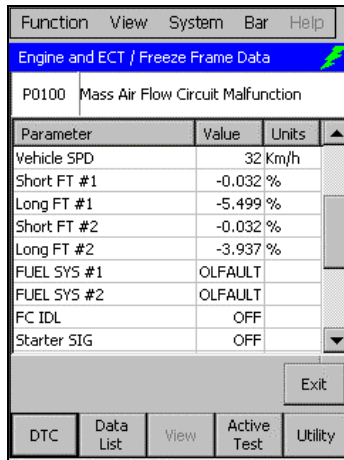 Function View System Bar Help
Engine and ECT / Freeze Frame Data
P0100 Mass Air Flow Circuit Malfunction
Parameter Value Units
Vehicle SPD 32 Km/h
Short FT #1 -0.032 %
Long FT #1 -5.499 %
Short FT #2 -0.032 %
Long FT #2 -3.937 %
FUEL SYS #1 OLFAULT
FUEL SYS #2 OLFAULT
FC IDL OFF
Starter SIG OFF
Exit
DTC Data List View Active Test Utility